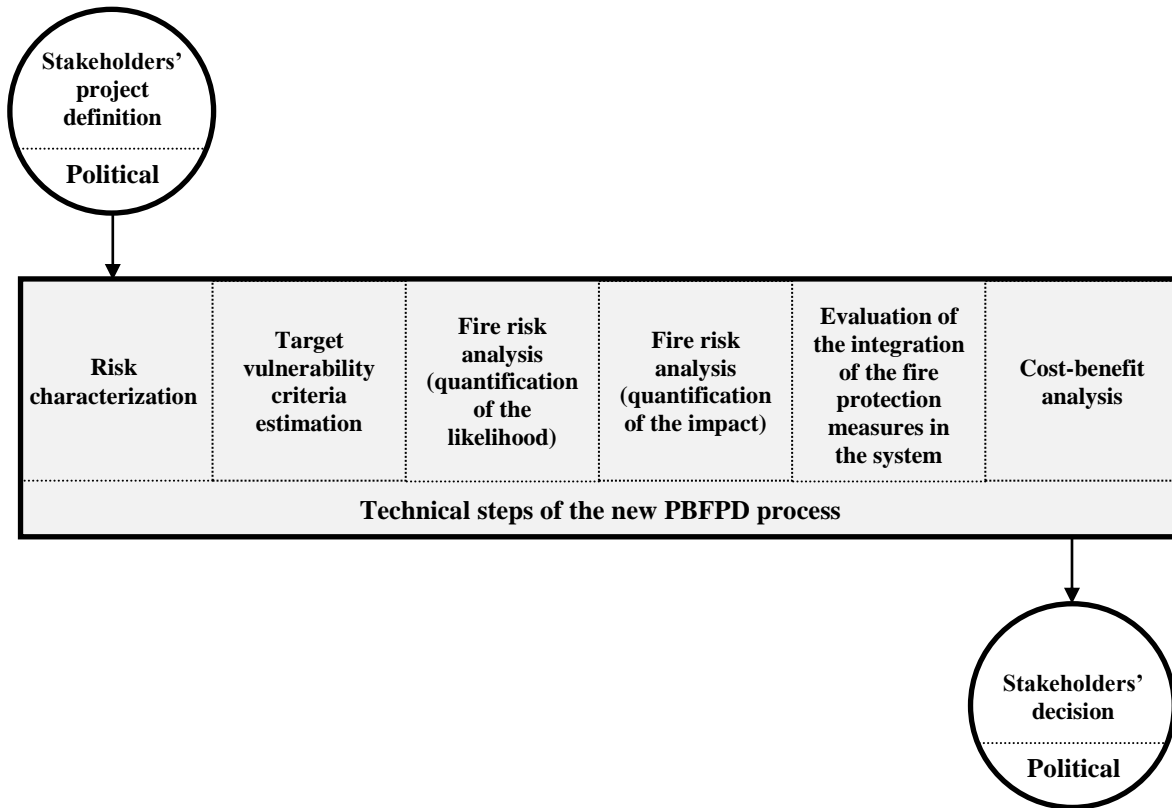 Stakeholders’
project
definition
Political
Risk
characterization
Target
vulnerability
criteria
estimation
Fire risk
analysis
(quantification
of the
likelihood)
Fire risk
analysis
(quantification
of the impact)
Evaluation of
the integration
of the fire
protection
measures in
the system
Cost-benefit
analysis
Technical steps of the new PBFPD process
Stakeholders’
decision
Political